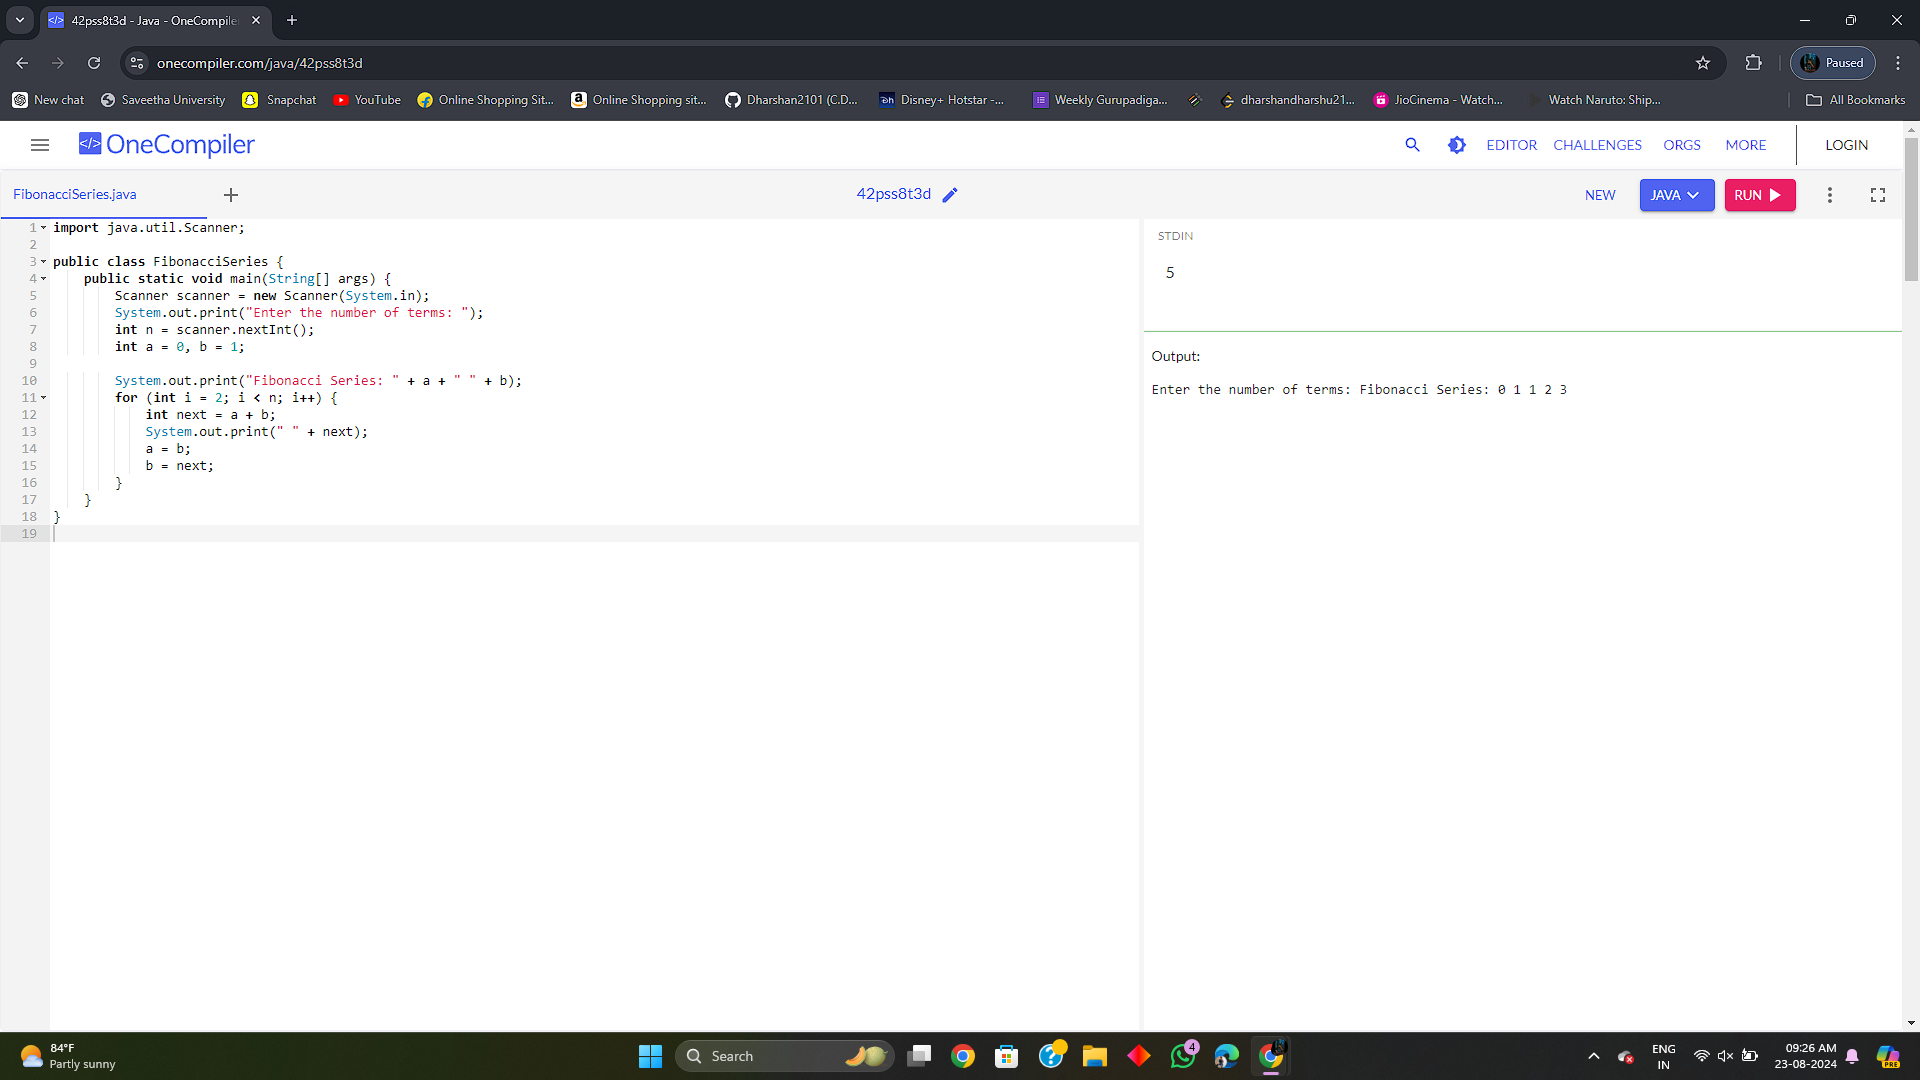 42pss8t3d - Java - OneCompile
onecompiler.com/java/42pss8t3d
Paused
New chat
Saveetha University
Snapchat
YouTube
Online Shopping Sit...
Online Shopping sit...
Dharshan2101 (C.D...
Disney+ Hotstar -...
Weekly Gurupadiga...
dharshandharshu21...
JioCinema - Watch...
Watch Naruto: Ship...
All Bookmarks
OneCompiler
EDITOR
CHALLENGES
ORGS
MORE
LOGIN
FibonacciSeries.java
42pss8t3d
NEW
JAVA
RUN
1 import java.util.Scanner;
2
3 public class FibonacciSeries {
4 public static void main(String[] args) {
5 Scanner scanner = new Scanner(System.in);
6 System.out.print("Enter the number of terms: ");
7 int n = scanner.nextInt();
8 int a = 0, b = 1;
9
10 System.out.print("Fibonacci Series: " + a + " " + b);
11 for (int i = 2; i < n; i++) {
12 int next = a + b;
13 System.out.print(" " + next);
14 a = b;
15 b = next;
16 }
17 }
18 }
19
STDIN
5
Output:
Enter the number of terms: Fibonacci Series: 0 1 1 2 3
84°F
Partly sunny
Search
4
ENG
IN
09:26 AM
23-08-2024
PRE